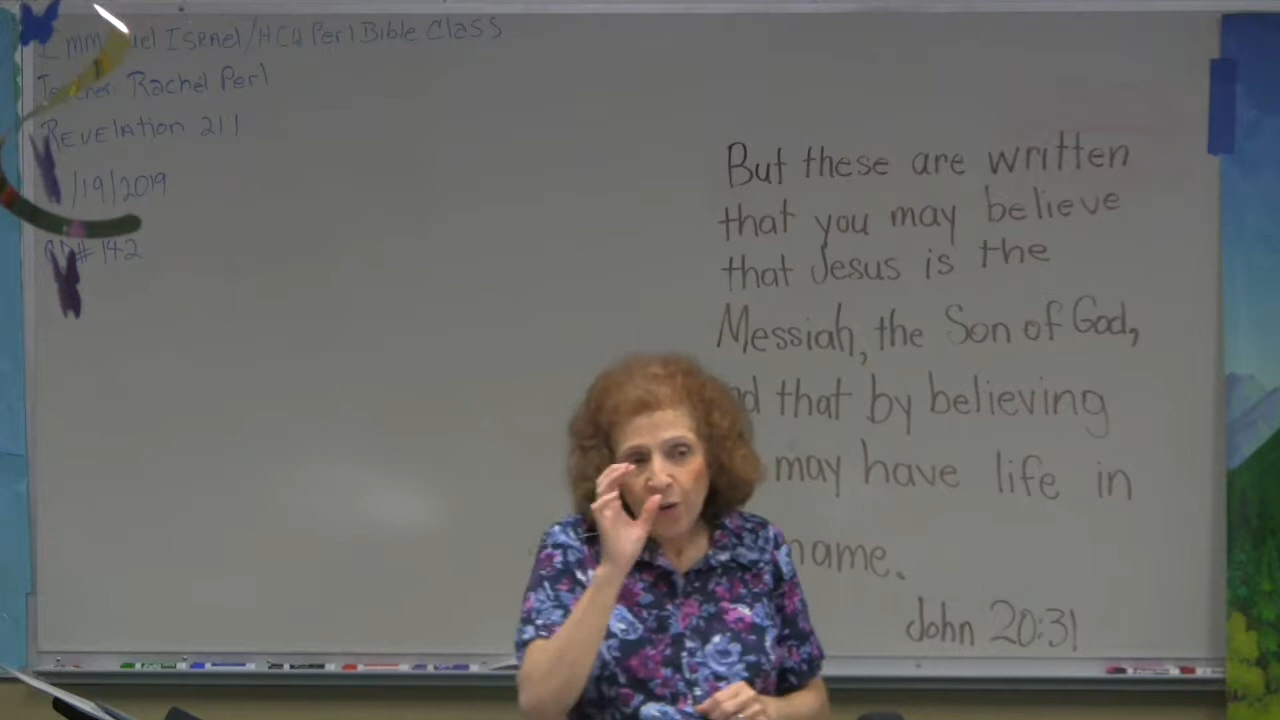 Israel/HCQ Perl Bible Class
Rachel Perl
Revelation 211
/19/2019
142
But these are written
that you may believe
that Jesus is the
Messiah, the Son of God,
that by believing
may have life in
name.
John 20:31